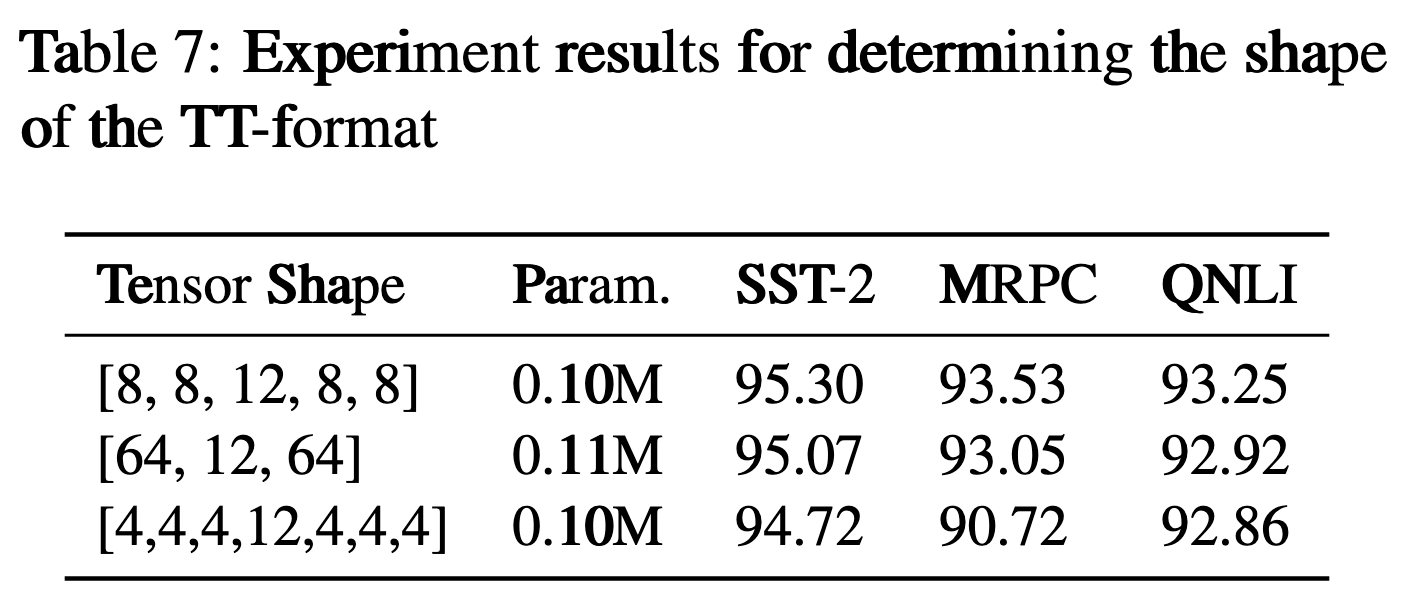 Table 7: Experiment results for determining the shape
of the TT-format
Tensor Shape Param. SST-2 MRPC QNLI
[8, 8, 12, 8, 8] 0.10M 95.30 93.53 93.25
[64, 12, 64] 0.11M 95.07 93.05 92.92
[4,4,4,12,4,4,4] 0.10M 94.72 90.72 92.86